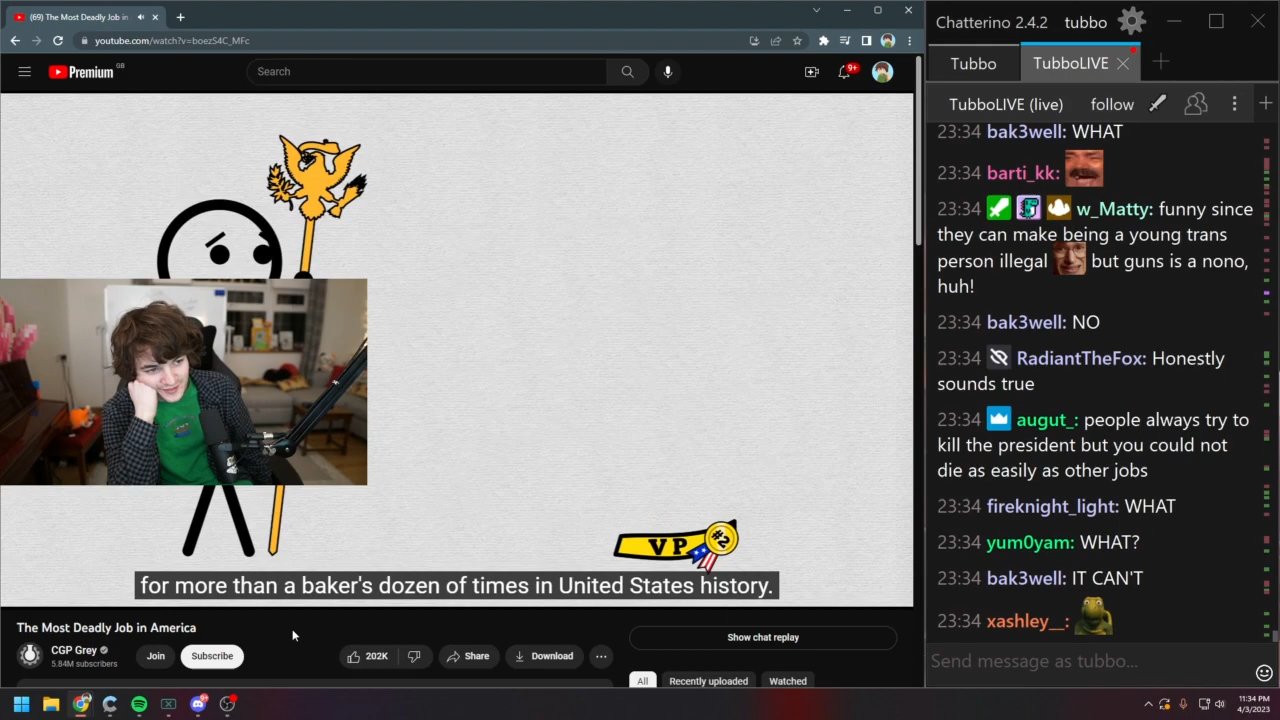 (69) The Most Deadly Job in
youtube.com/watch?v=boezS4C_MFc
Premium GB
Search
9+
VP #2
for more than a baker's dozen of times in United States history.
The Most Deadly Job in America
CGP Grey
5.84M subscribers
Join
Subscribe
202K
Share
Download
Show chat replay
All
Recently uploaded
Watched
Chatterino 2.4.2
tubbo
Tubbo
TubboLIVE
TubboLIVE (live)
follow
23:34 bak3well: WHAT
23:34 barti_kk:
23:34 w_Matty: funny since
they can make being a young trans
person illegal but guns is a nono,
huh!
23:34 bak3well: NO
23:34 RadiantTheFox: Honestly
sounds true
23:34 augut_: people always try to
kill the president but you could not
die as easily as other jobs
23:34 fireknight_light: WHAT
23:34 yum0yam: WHAT?
23:34 bak3well: IT CAN'T
23:34 xashley__:
Send message as tubbo...
11:34 PM
4/3/2023